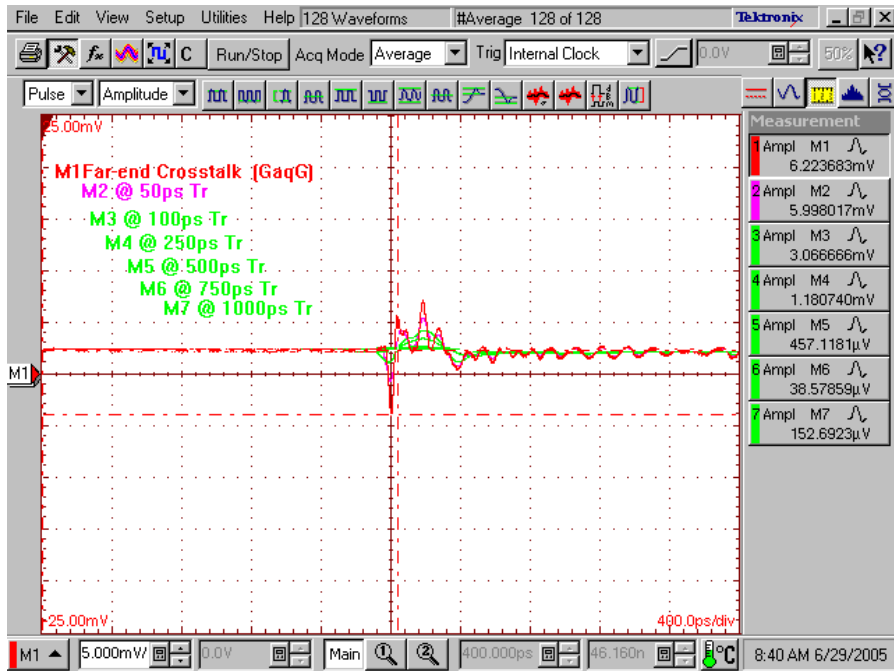 File Edit View Setup Utilities Help 128 Waveforms #Average 128 of 128 Tektronix
fx C Run/Stop Acq Mode Average Trig Internal Clock 0.0V 50%
Pulse Amplitude
25.00mV
M1Far-end Crosstalk (GaqG)
M2 @ 50ps Tr
M3 @ 100ps Tr
M4 @ 250ps Tr
M5 @ 500ps Tr
M6 @ 750ps Tr
M7 @ 1000ps Tr
M1
-25.00mV
400.0ps/div
Measurement
1 Ampl M1
6.223683mV
2 Ampl M2
5.998017mV
3 Ampl M3
3.066666mV
4 Ampl M4
1.180740mV
5 Ampl M5
457.1181µV
6 Ampl M6
38.57859µV
7 Ampl M7
152.6923µV
M1 5.000mV/ 0.0V Main 1 2 400.000ps 46.160n °C 8:40 AM 6/29/2005